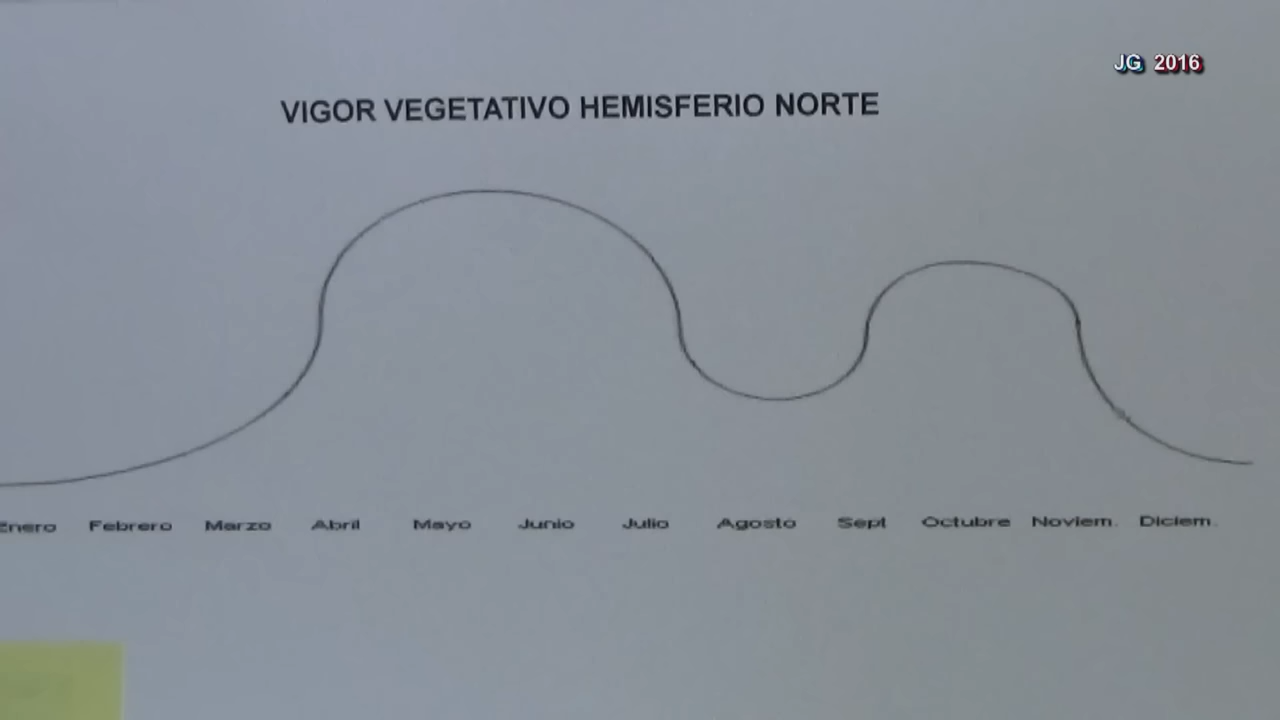 JG 2016
VIGOR VEGETATIVO HEMISFERIO NORTE
Enero Febrero Marzo Abril Mayo Junio Julio Agosto Sept Octubre Noviem. Diciem.